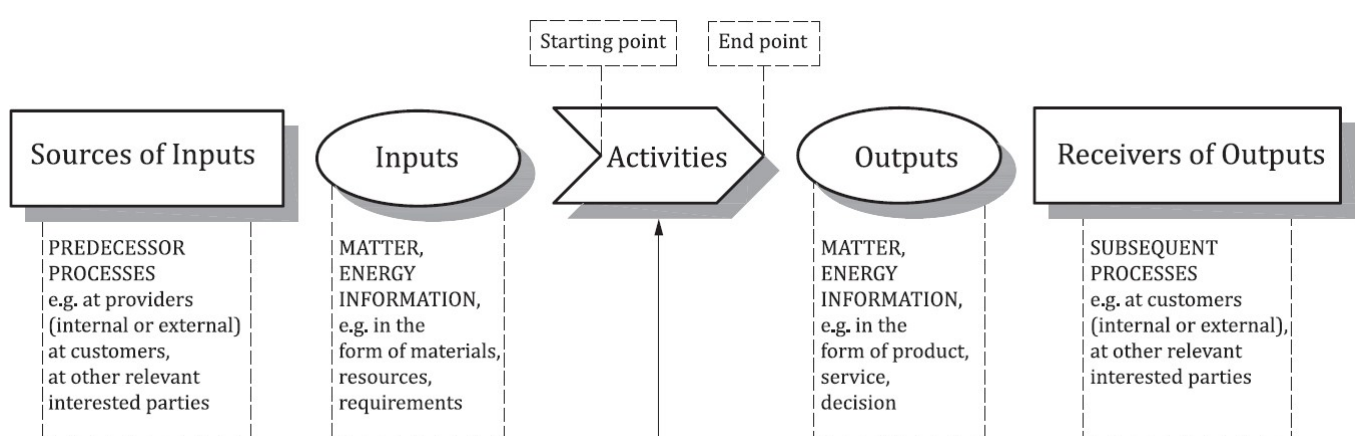 Starting point
End point
Sources of Inputs
Inputs
Activities
Outputs
Receivers of Outputs
PREDECESSOR
PROCESSES
e.g. at providers
(internal or external)
at customers,
at other relevant
interested parties
MATTER,
ENERGY
INFORMATION,
e.g. in the
form of materials,
resources,
requirements
MATTER,
ENERGY
INFORMATION,
e.g. in the
form of product,
service,
decision
SUBSEQUENT
PROCESSES
e.g. at customers
(internal or external),
at other relevant
interested parties